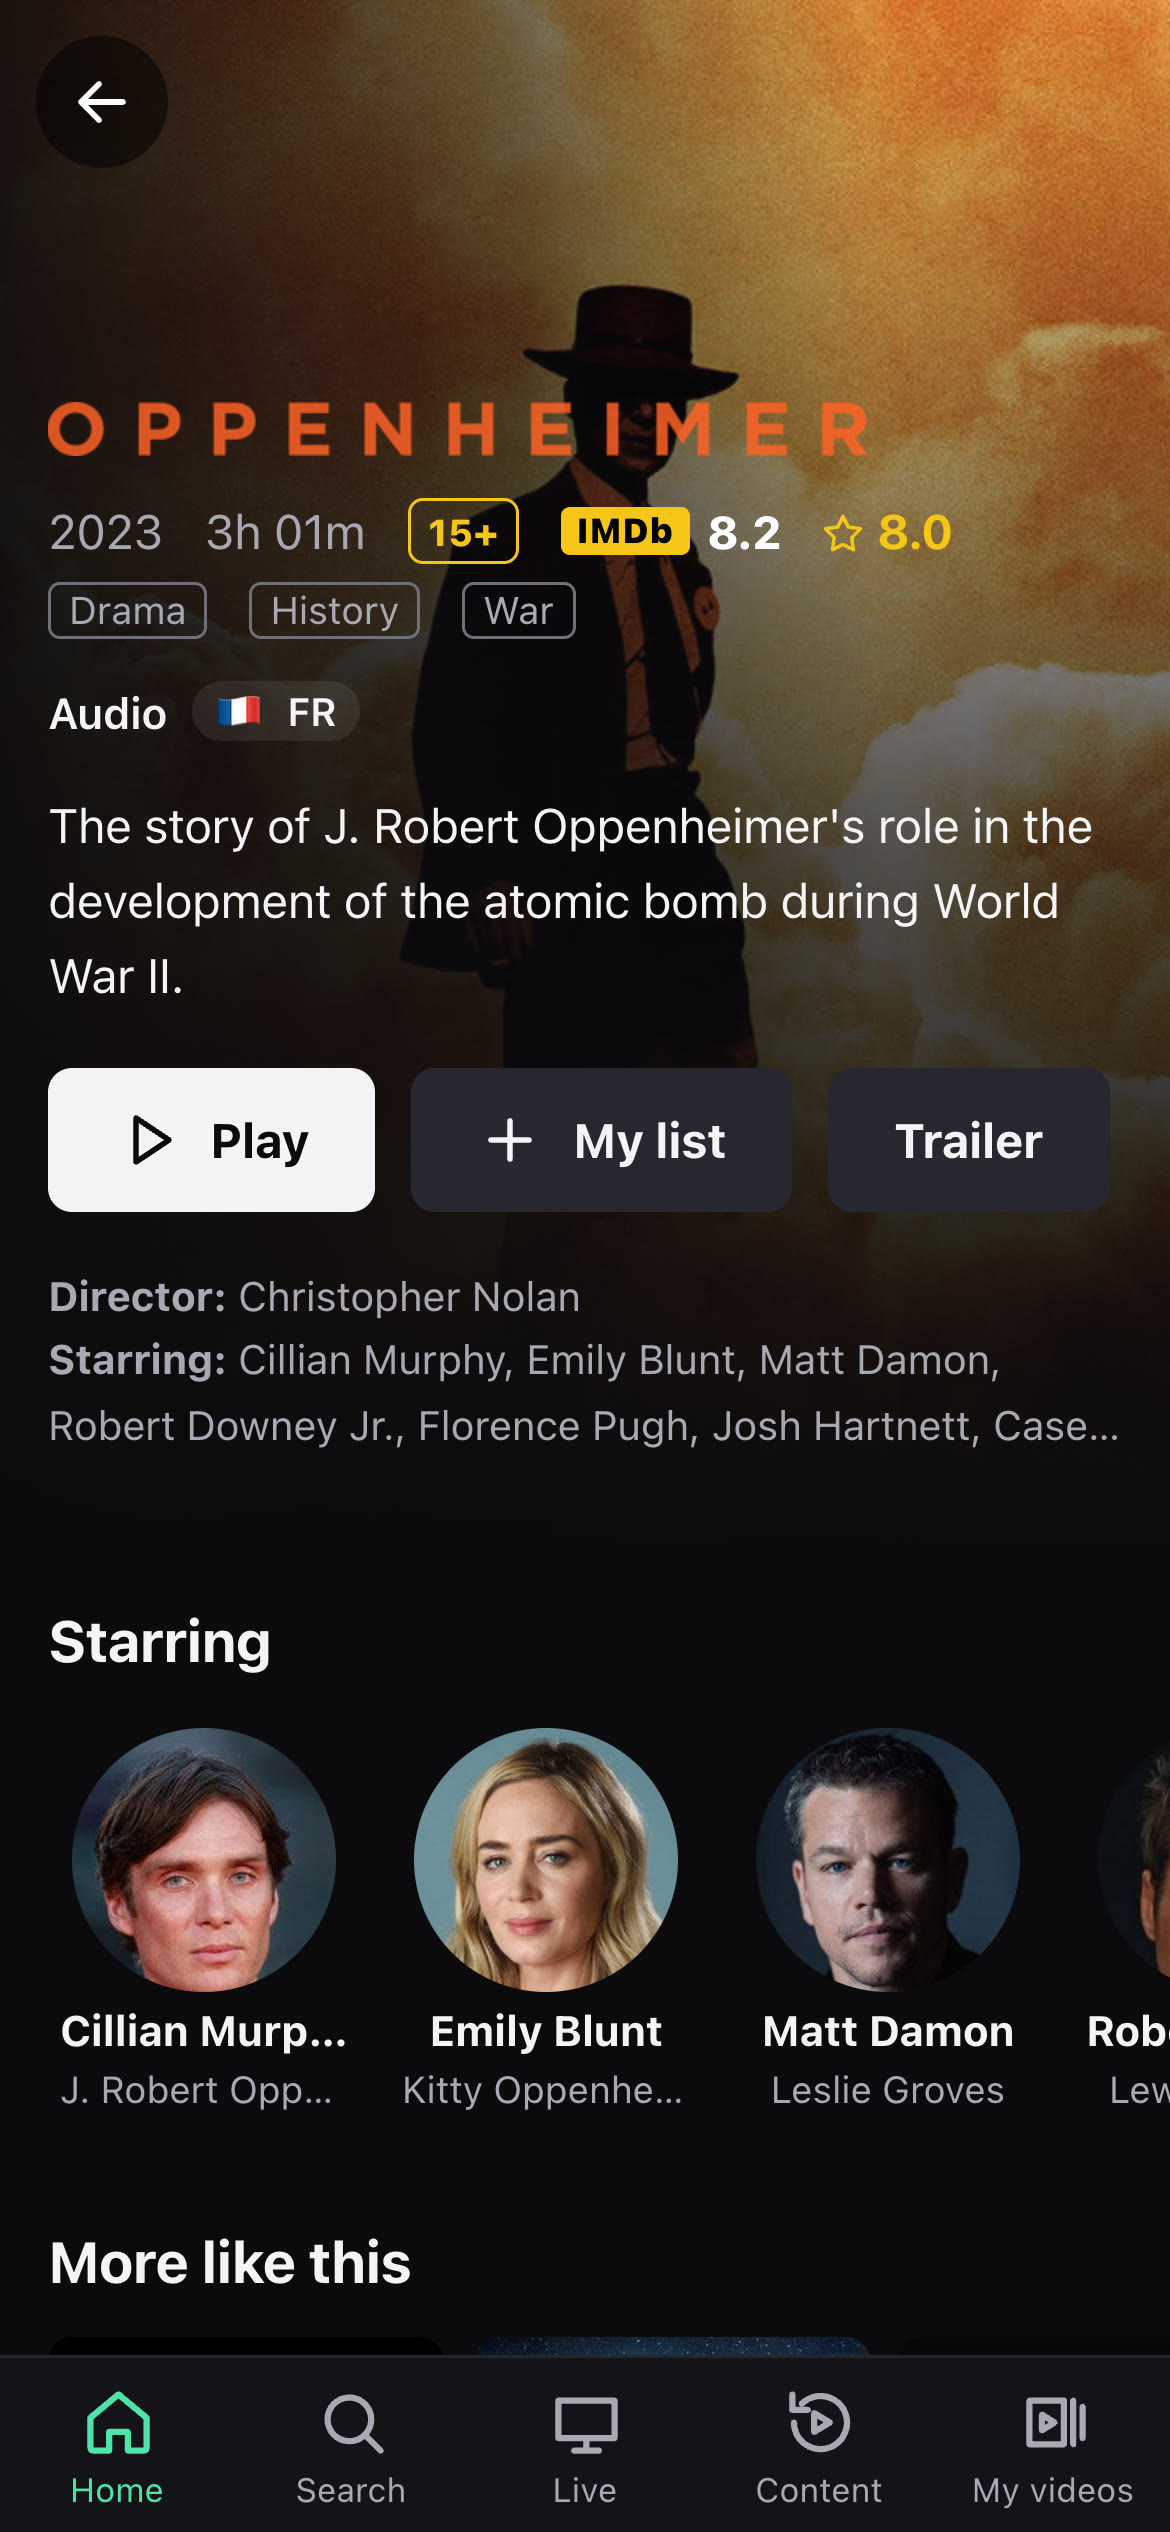 OPPENHEIMER
2023 3h 01m 15+ IMDb 8.2 8.0
Drama History War
Audio FR
The story of J. Robert Oppenheimer's role in the
development of the atomic bomb during World
War II.
Play My list Trailer
Director: Christopher Nolan
Starring: Cillian Murphy, Emily Blunt, Matt Damon,
Robert Downey Jr., Florence Pugh, Josh Hartnett, Case...
Starring
Cillian Murp... Emily Blunt Matt Damon Rob
J. Robert Opp... Kitty Oppenhe... Leslie Groves Lew
More like this
Home Search Live Content My videos